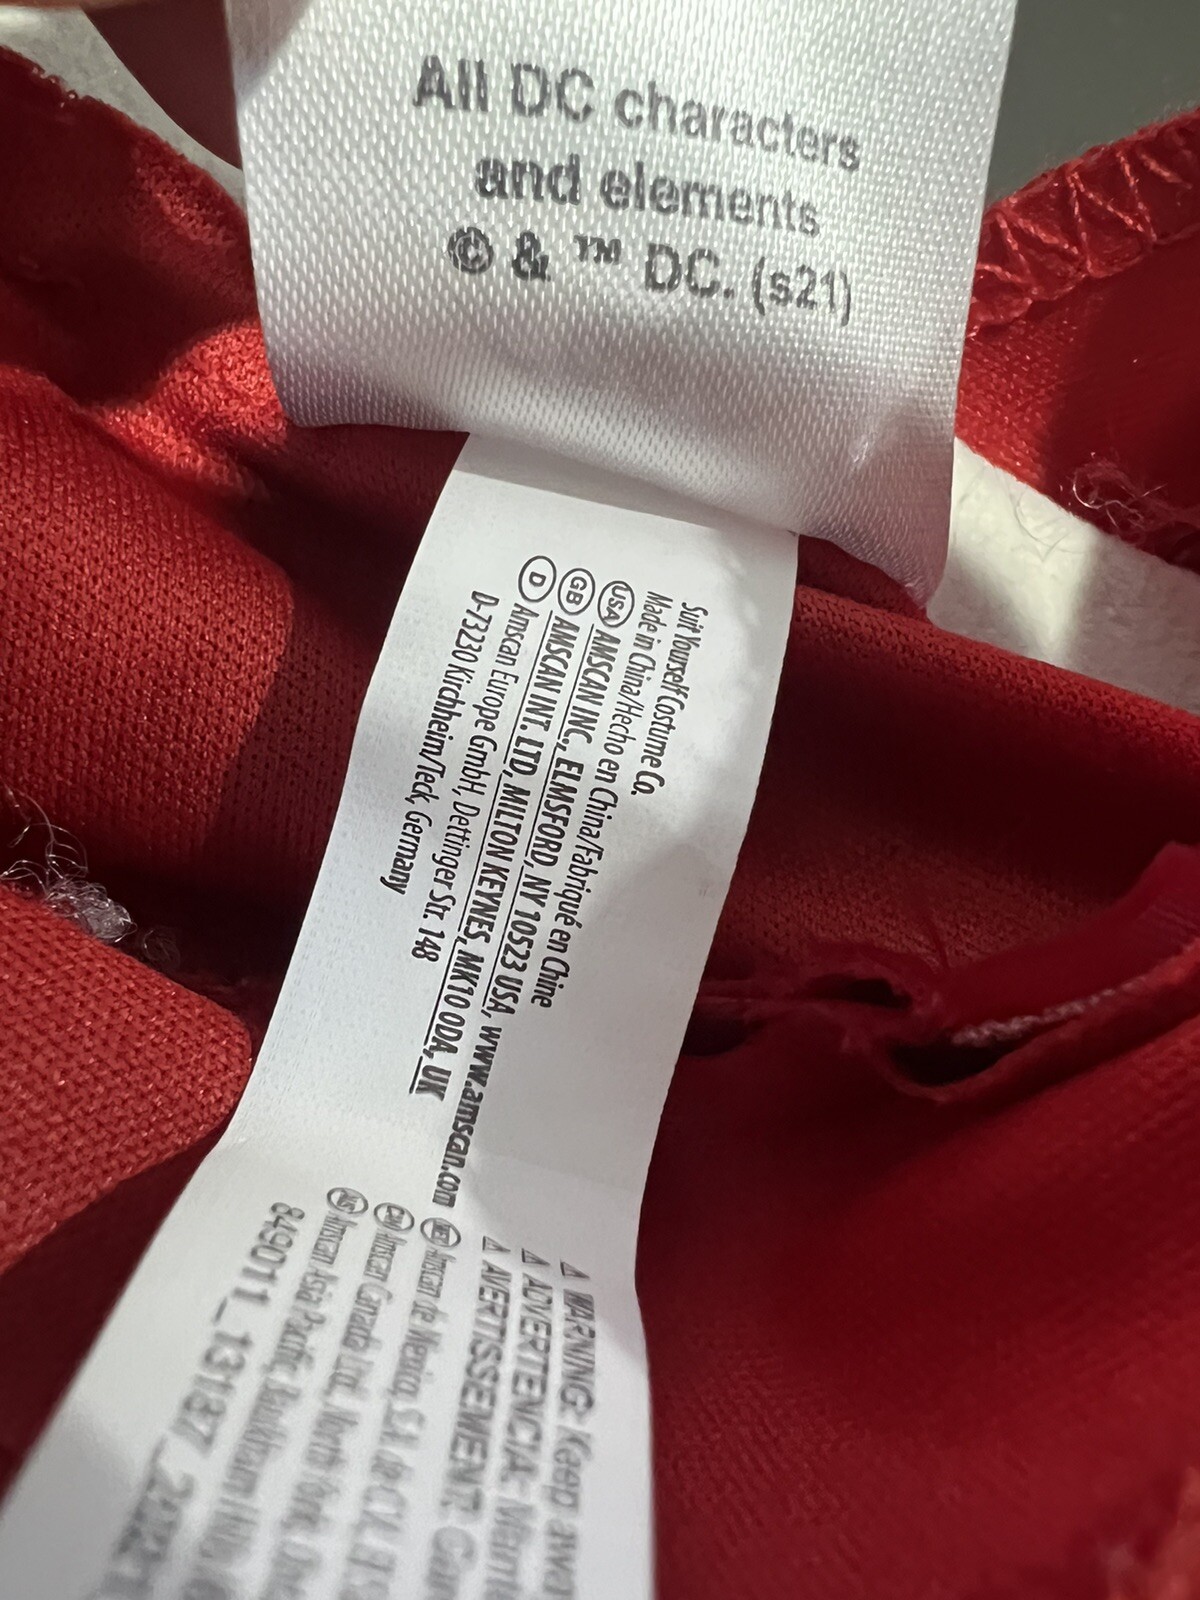 All DC characters
and elements
© & ™ DC. (s21)
Suit Yourself Costume Co.
Made in China/Hecho en China/Fabriqué en Chine
USA AMSCAN INC., ELMSFORD, NY 10523 USA, www.amscan.com
GB AMSCAN INT. LTD, MILTON KEYNES, MK10 0DA, UK
D Amscan Europe GmbH, Dettinger Str. 148
D-73230 Kirchheim/Teck, Germany
⚠ WARNING: Keep
⚠ ADVERTENCIA:
⚠ AVERTISSEMENT:
Amscan de Mexico, S.A. de C.V.
Amscan Canada Ltd.,
Amscan Asia Pacific,
849011_13187